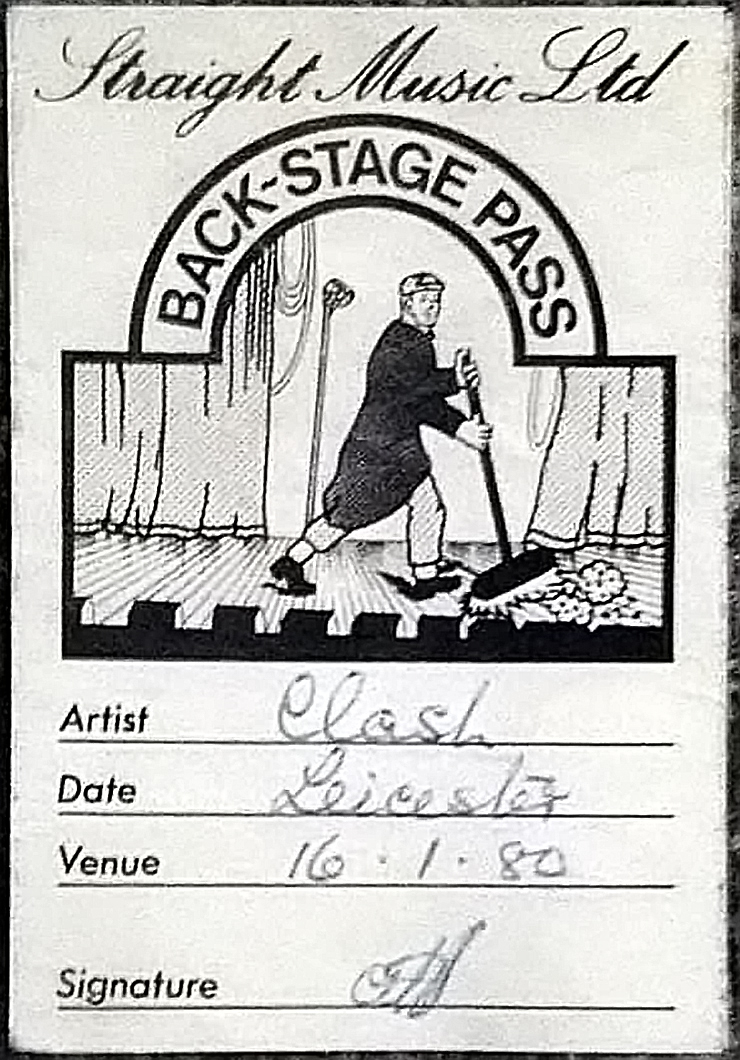 Straight Music Ltd
BACK-STAGE PASS
Artist Clash
Date Leicester
Venue 16.1.80
Signature